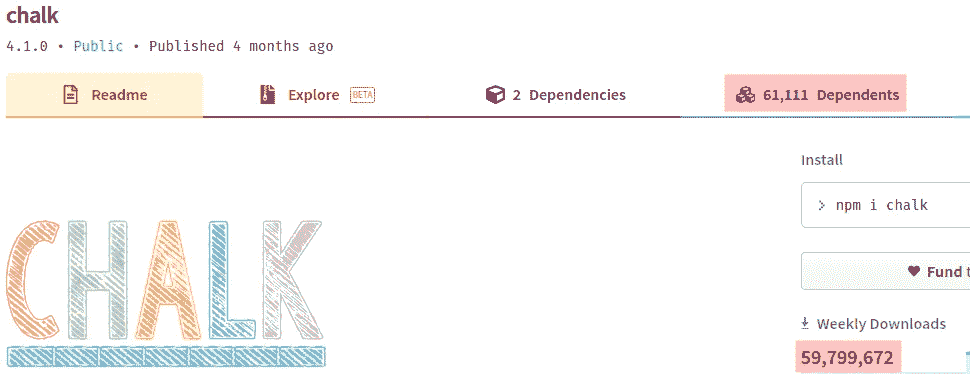 chalk
4.1.0 • Public • Published 4 months ago
Readme Explore BETA 2 Dependencies 61,111 Dependents
Install
> npm i chalk
CHALK
Fund t
Weekly Downloads
59,799,672